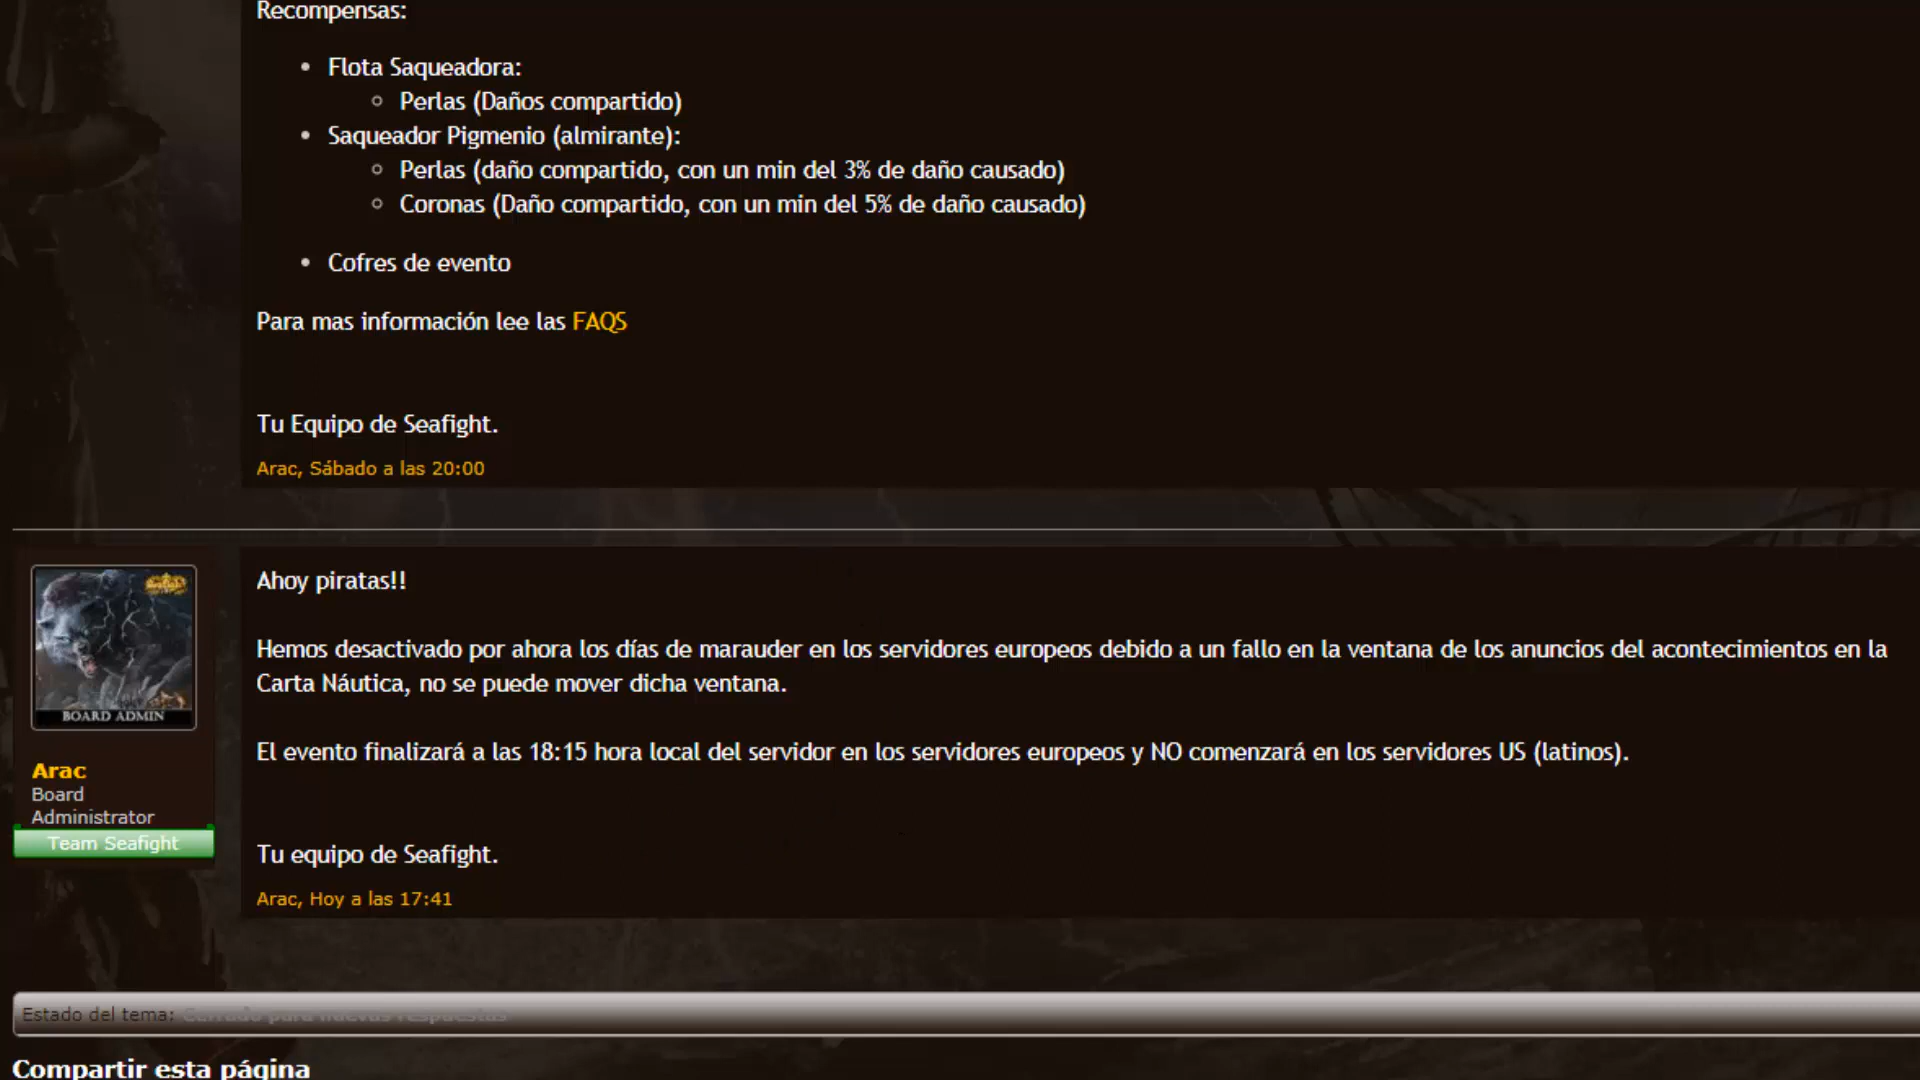 Recompensas:
Flota Saqueadora:
Perlas (Daños compartido)
Saqueador Pigmenio (almirante):
Perlas (daño compartido, con un min del 3% de daño causado)
Coronas (Daño compartido, con un min del 5% de daño causado)
Cofres de evento
Para mas información lee las FAQS
Tu Equipo de Seafight.
Arac, Sábado a las 20:00
BOARD ADMIN
Arac
Board
Administrator
Team Seafight
Ahoy piratas!!
Hemos desactivado por ahora los días de marauder en los servidores europeos debido a un fallo en la ventana de los anuncios del acontecimientos en la
Carta Náutica, no se puede mover dicha ventana.
El evento finalizará a las 18:15 hora local del servidor en los servidores europeos y NO comenzará en los servidores US (latinos).
Tu equipo de Seafight.
Arac, Hoy a las 17:41
Estado del tema: Cerrado para nuevas respuestas
Compartir esta página